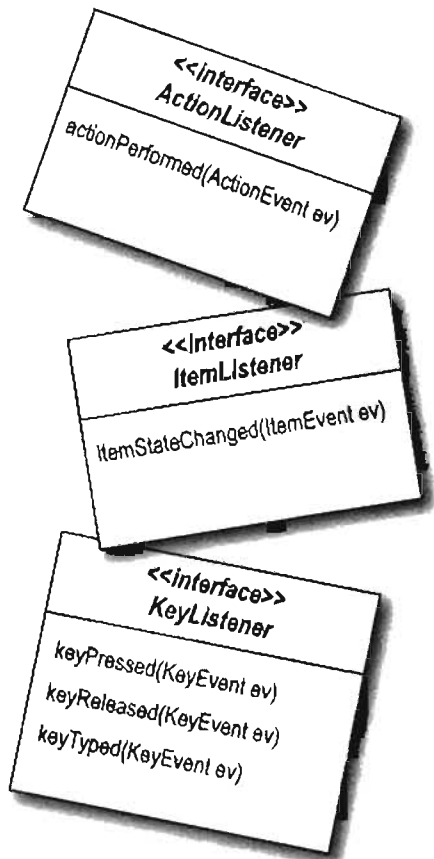 <<interface>>
ActionListener
actionPerformed(ActionEvent ev)
<<interface>>
ItemListener
itemStateChanged(ItemEvent ev)
<<interface>>
KeyListener
keyPressed(KeyEvent ev)
keyReleased(KeyEvent ev)
keyTyped(KeyEvent ev)